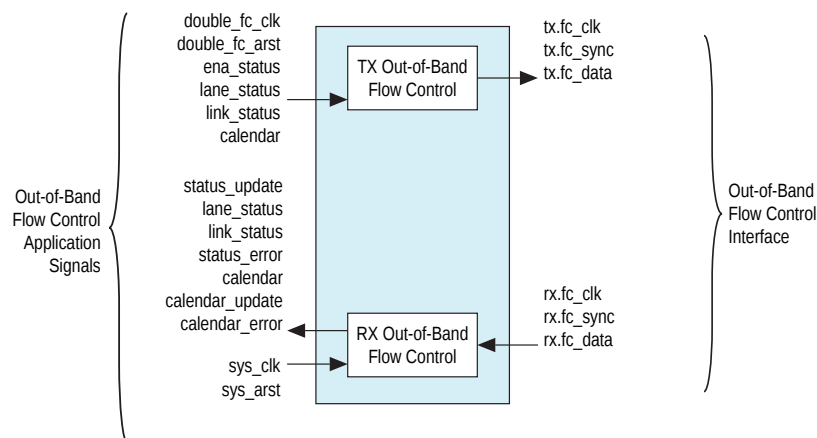 double_fc_clk
double_fc_arst
ena_status
lane_status
link_status
calendar
TX Out-of-Band
Flow Control
tx.fc_clk
tx.fc_sync
tx.fc_data
Out-of-Band
Flow Control
Application
Signals
status_update
lane_status
link_status
status_error
calendar
calendar_update
calendar_error
sys_clk
sys_arst
RX Out-of-Band
Flow Control
rx.fc_clk
rx.fc_sync
rx.fc_data
Out-of-Band
Flow Control
Interface